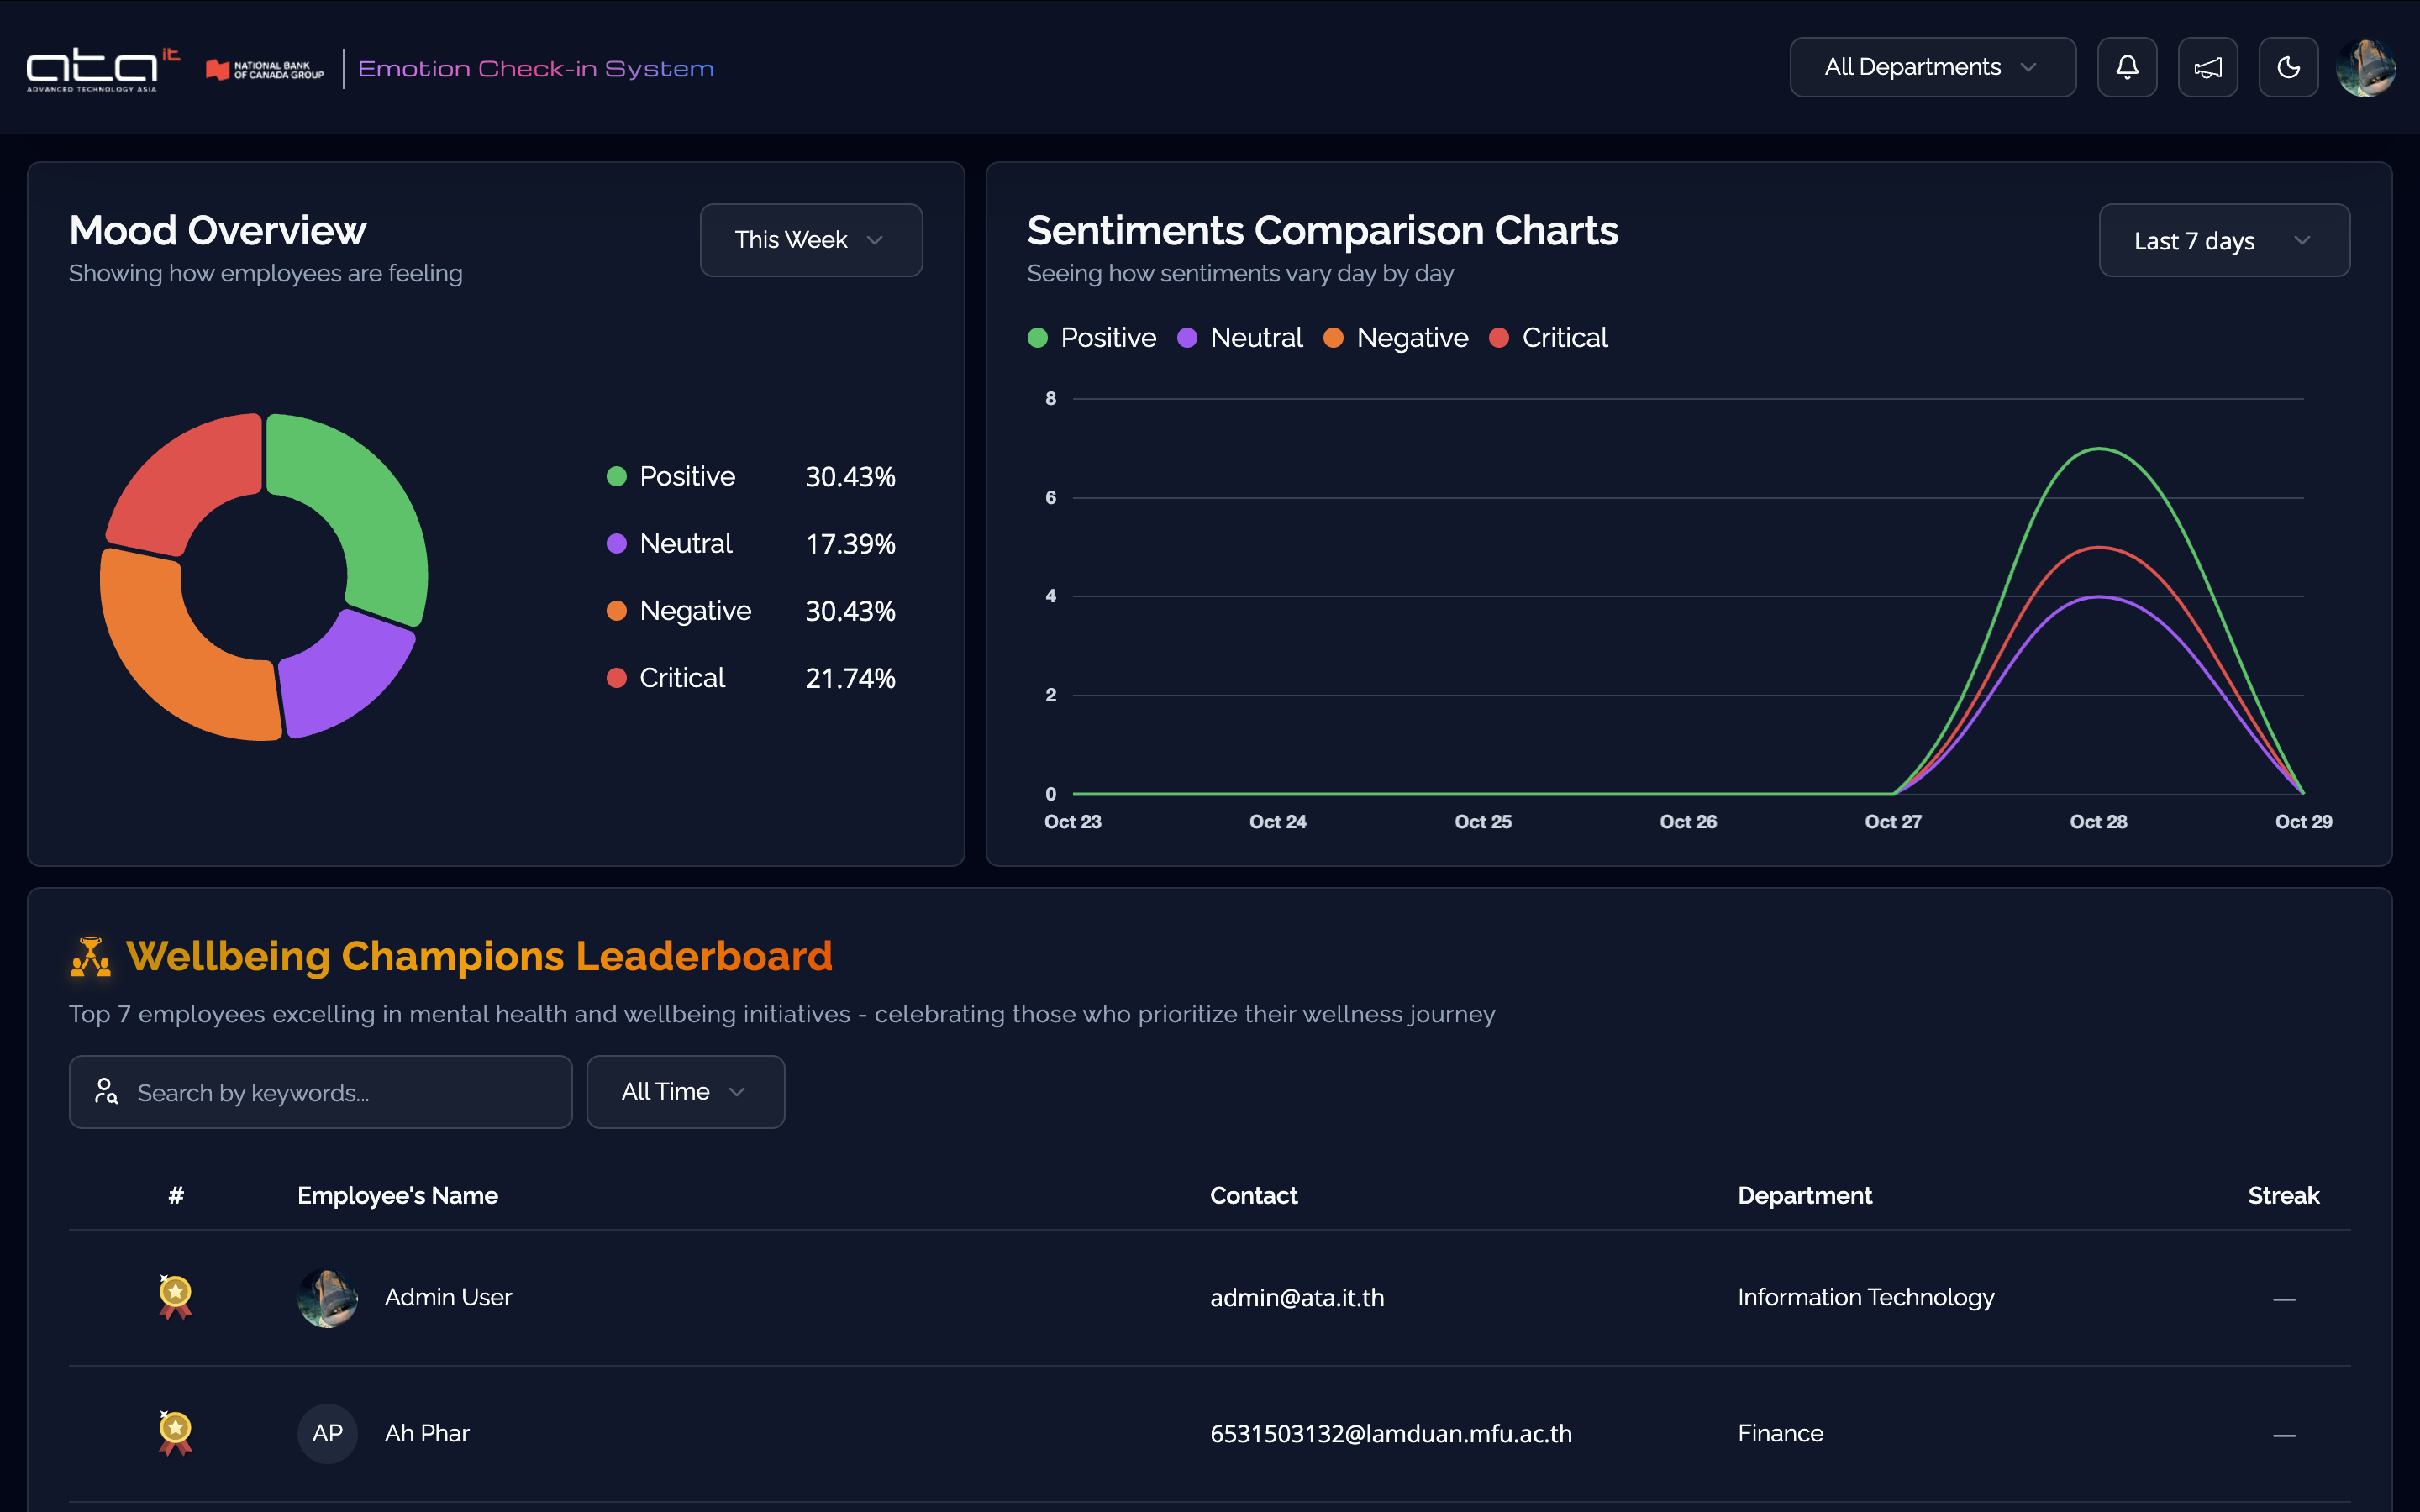 ata it
ADVANCED TECHNOLOGY ASIA
NATIONAL BANK
OF CANADA GROUP
Emotion Check-in System
All Departments
Mood Overview
Showing how employees are feeling
This Week
Positive 30.43%
Neutral 17.39%
Negative 30.43%
Critical 21.74%
Sentiments Comparison Charts
Seeing how sentiments vary day by day
Last 7 days
Positive Neutral Negative Critical
8
6
4
2
0
Oct 23 Oct 24 Oct 25 Oct 26 Oct 27 Oct 28 Oct 29
Wellbeing Champions Leaderboard
Top 7 employees excelling in mental health and wellbeing initiatives - celebrating those who prioritize their wellness journey
Search by keywords...
All Time
# Employee's Name Contact Department Streak
Admin User admin@ata.it.th Information Technology —
AP Ah Phar 6531503132@lamduan.mfu.ac.th Finance —